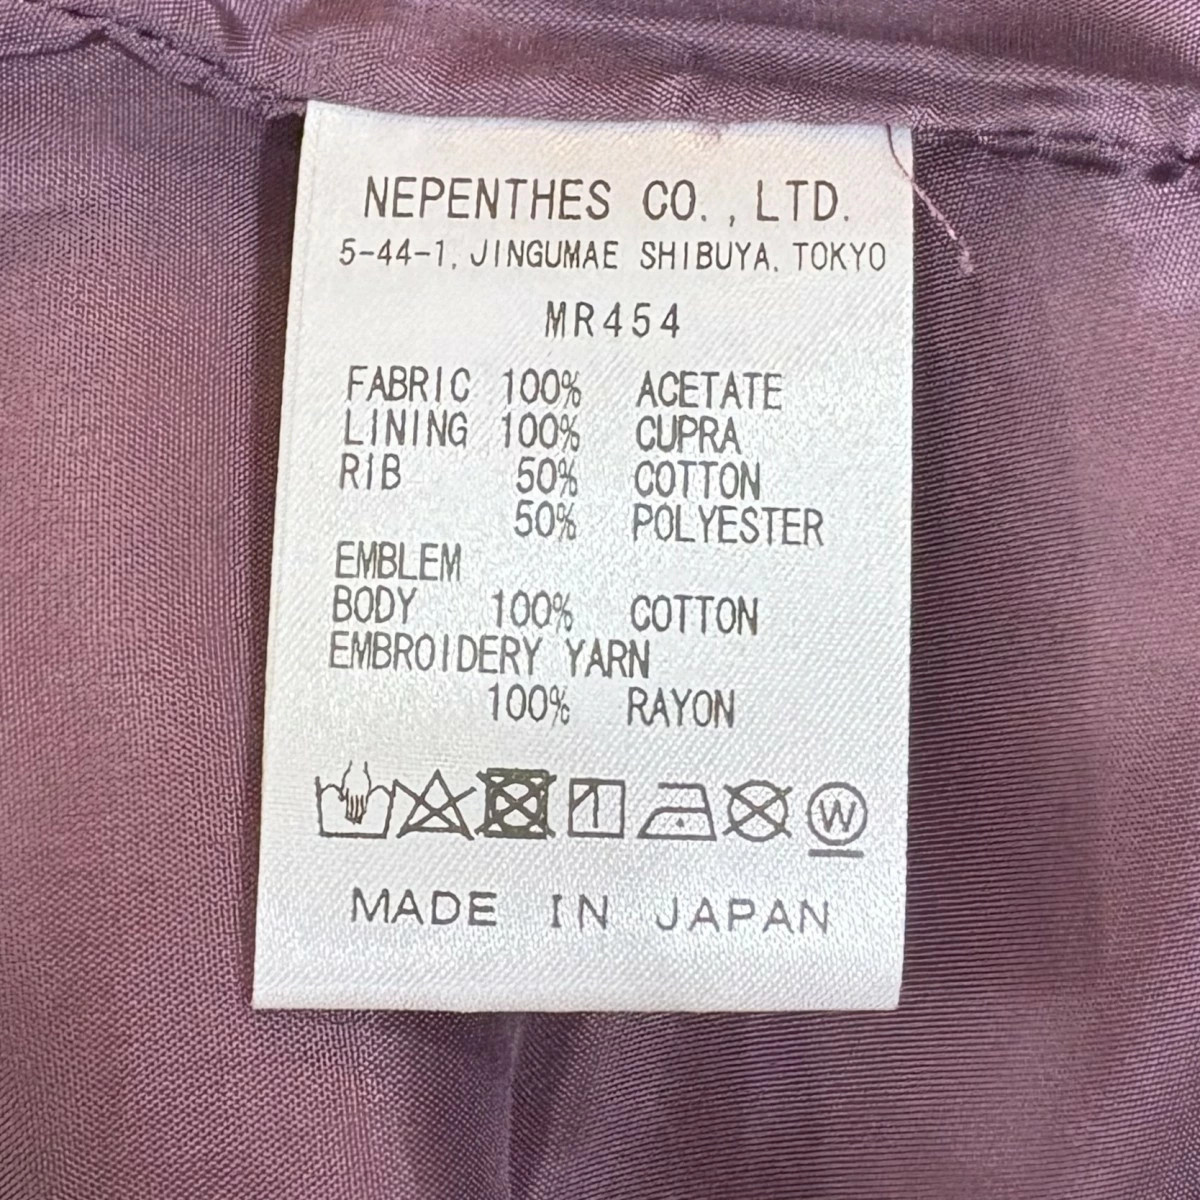 NEPENTHES CO., LTD.
5-44-1, JINGUMAE SHIBUYA, TOKYO
MR454
FABRIC 100% ACETATE
LINING 100% CUPRA
RIB 50% COTTON
50% POLYESTER
EMBLEM
BODY 100% COTTON
EMBROIDERY YARN
100% RAYON
W
MADE IN JAPAN